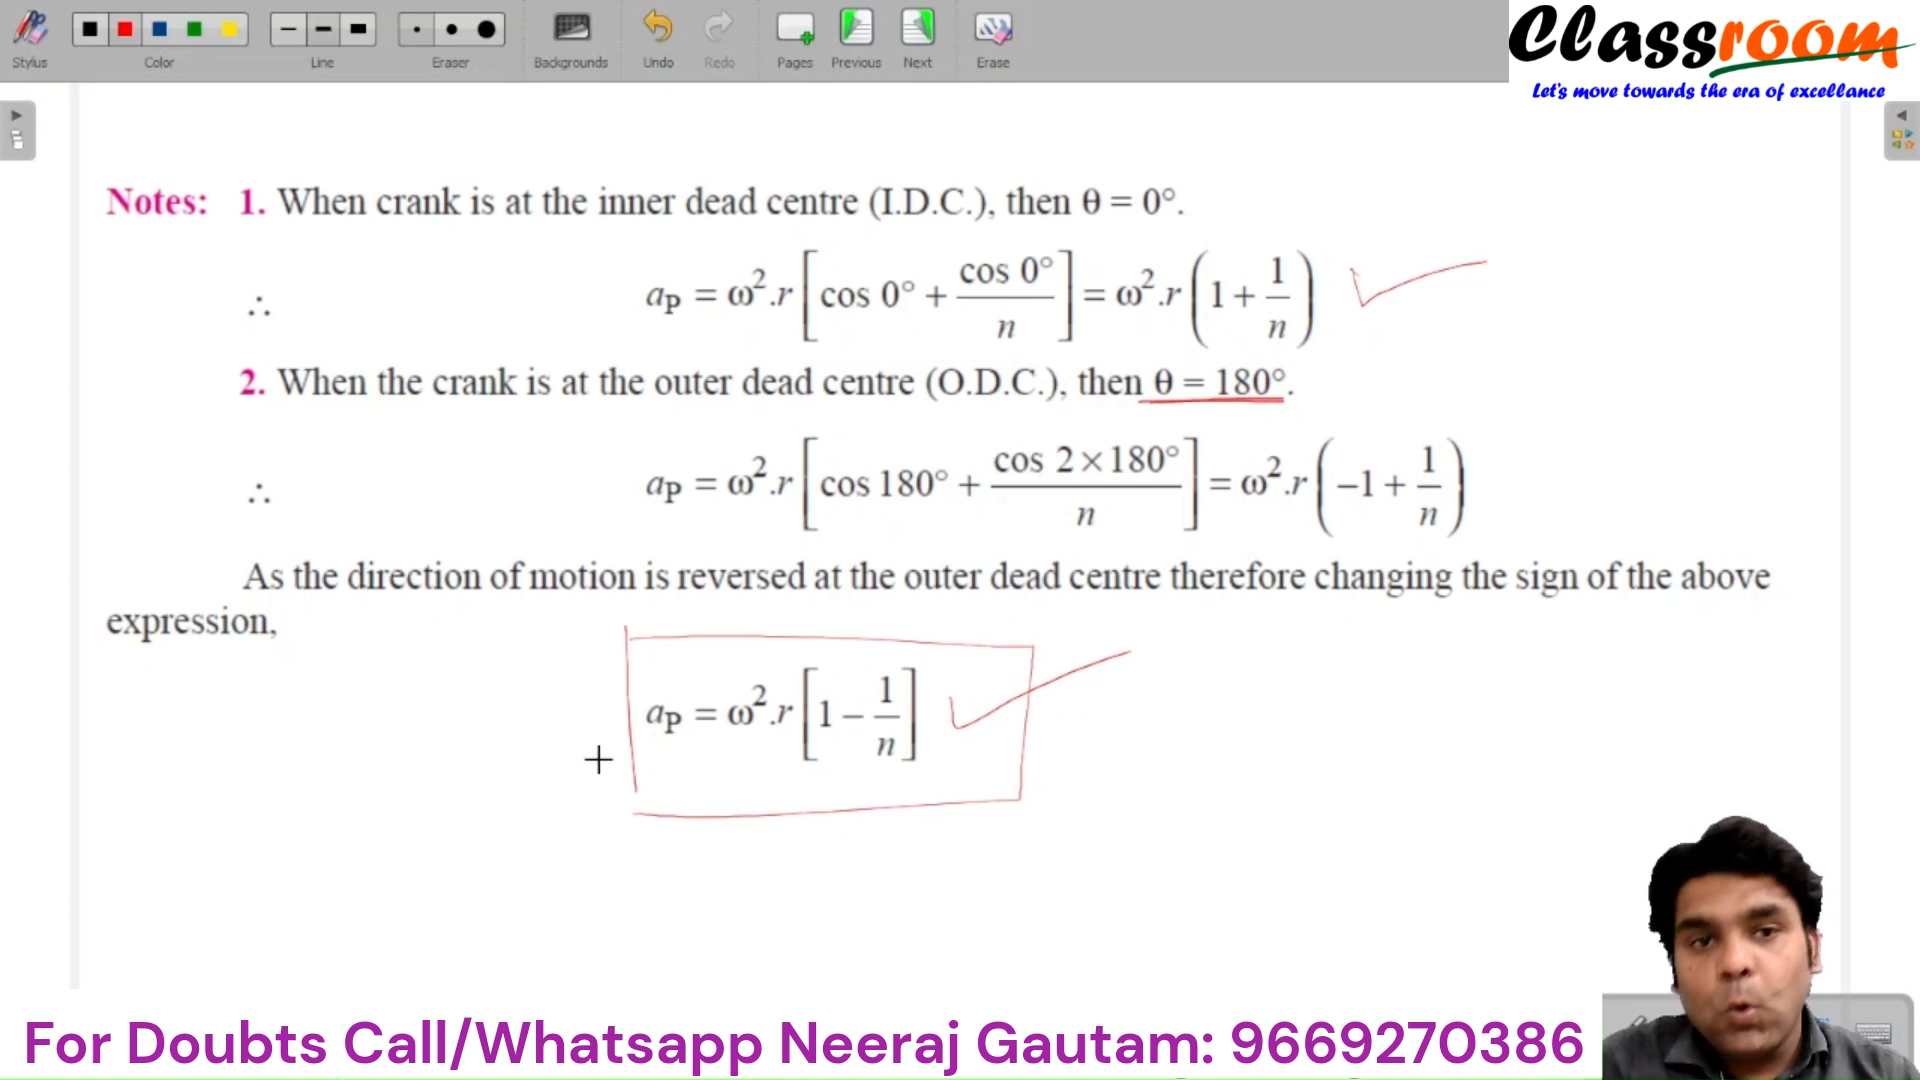 Stylus Color Line Eraser Backgrounds Undo Redo Pages Previous Next Erase
Classroom
Let's move towards the era of excellance
Notes: 1. When crank is at the inner dead centre (I.D.C.), then θ = 0°.
∴ aP = ω².r [cos 0° + cos 0°/n] = ω².r (1 + 1/n)
2. When the crank is at the outer dead centre (O.D.C.), then θ = 180°.
∴ aP = ω².r [cos 180° + cos 2×180°/n] = ω².r (−1 + 1/n)
As the direction of motion is reversed at the outer dead centre therefore changing the sign of the above
expression,
aP = ω².r [1 − 1/n]
For Doubts Call/Whatsapp Neeraj Gautam: 9669270386